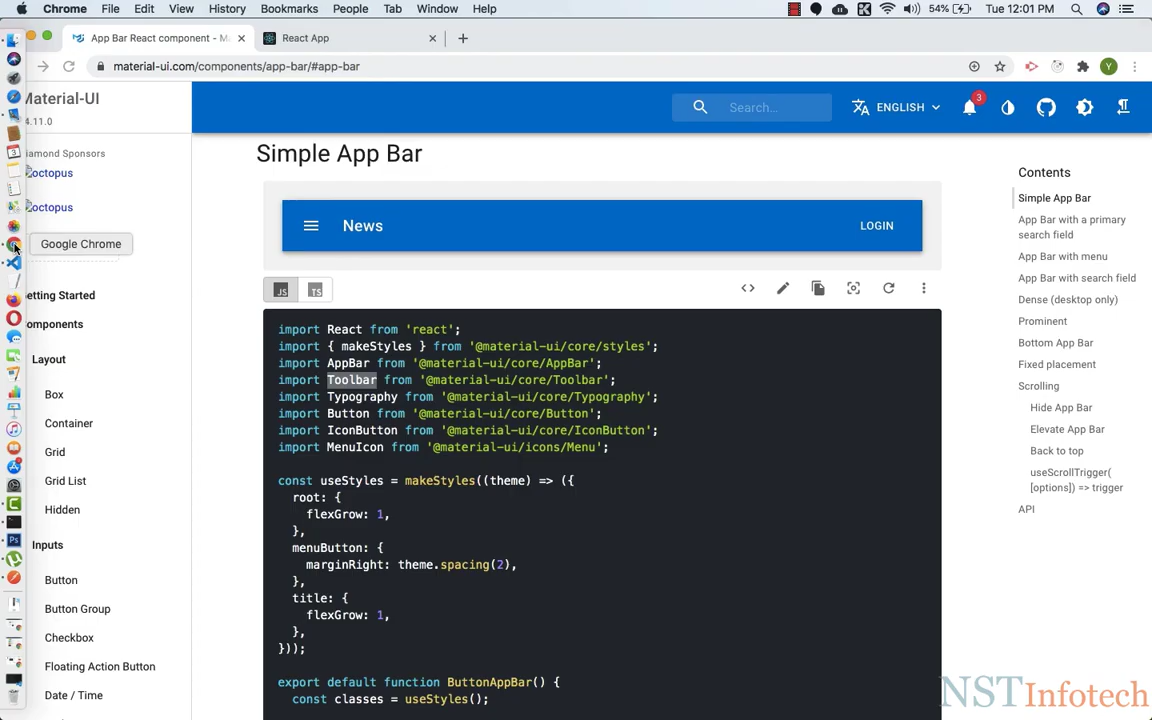 Chrome File Edit View History Bookmarks People Tab Window Help 54% Tue 12:01 PM
App Bar React component - M React App
material-ui.com/components/app-bar/#app-bar Y
Material-UI
4.11.0
Search... ENGLISH 3
iamond Sponsors
octopus
octopus
Google Chrome
etting Started
omponents
Layout
Box
Container
Grid
Grid List
Hidden
Inputs
Button
Button Group
Checkbox
Floating Action Button
Date / Time
Simple App Bar
News LOGIN
JS TS
import React from 'react';
import { makeStyles } from '@material-ui/core/styles';
import AppBar from '@material-ui/core/AppBar';
import Toolbar from '@material-ui/core/Toolbar';
import Typography from '@material-ui/core/Typography';
import Button from '@material-ui/core/Button';
import IconButton from '@material-ui/core/IconButton';
import MenuIcon from '@material-ui/icons/Menu';
const useStyles = makeStyles((theme) => ({
root: {
flexGrow: 1,
},
menuButton: {
marginRight: theme.spacing(2),
},
title: {
flexGrow: 1,
},
}));
export default function ButtonAppBar() {
const classes = useStyles();
Contents
Simple App Bar
App Bar with a primary
search field
App Bar with menu
App Bar with search field
Dense (desktop only)
Prominent
Bottom App Bar
Fixed placement
Scrolling
Hide App Bar
Elevate App Bar
Back to top
useScrollTrigger(
[options]) => trigger
API
NSTInfotech